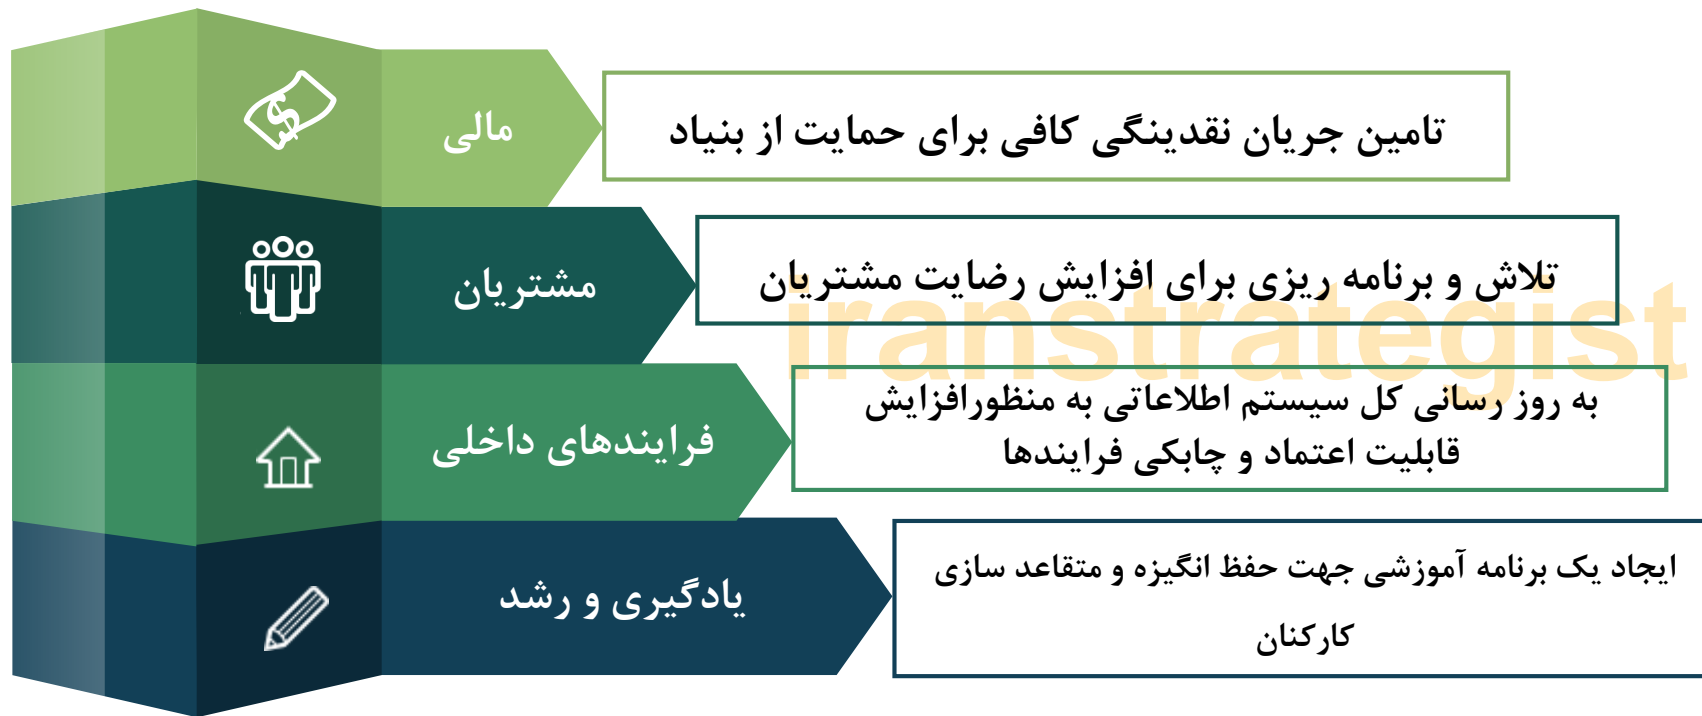 مالی
تامین جریان نقدینگی کافی برای حمایت از بنیاد
مشتریان
تلاش و برنامه ریزی برای افزایش رضایت مشتریان
iranstrategist
فرایندهای داخلی
به روز رسانی کل سیستم اطلاعاتی به منظورافزایش
قابلیت اعتماد و چابکی فرایندها
یادگیری و رشد
ایجاد یک برنامه آموزشی جهت حفظ انگیزه و متقاعد سازی
کارکنان